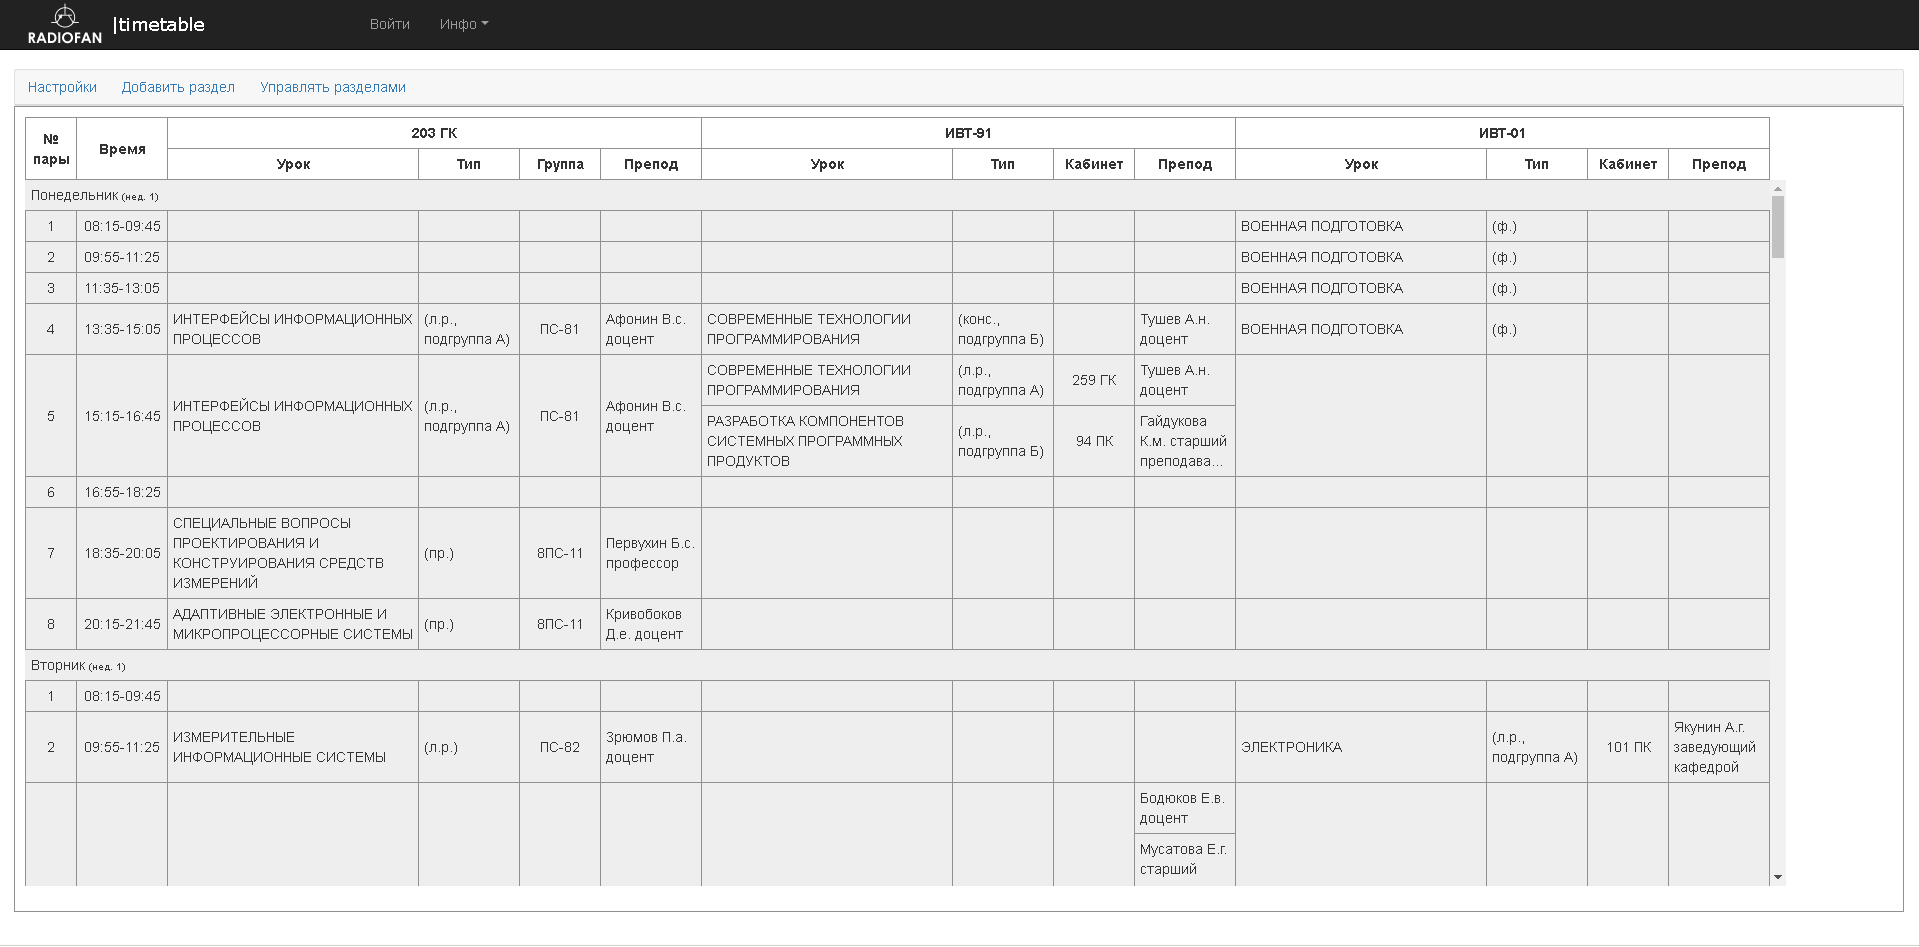 RADIOFAN |timetable Войти Инфо
Настройки Добавить раздел Управлять разделами
№ пары Время 203 ГК ИВТ-91 ИВТ-01
Урок Тип Группа Препод Урок Тип Кабинет Препод Урок Тип Кабинет Препод
Понедельник (нед. 1)
1 08:15-09:45 ВОЕННАЯ ПОДГОТОВКА (ф.)
2 09:55-11:25 ВОЕННАЯ ПОДГОТОВКА (ф.)
3 11:35-13:05 ВОЕННАЯ ПОДГОТОВКА (ф.)
4 13:35-15:05 ИНТЕРФЕЙСЫ ИНФОРМАЦИОННЫХ ПРОЦЕССОВ (л.р., подгруппа А) ПС-81 Афонин В.с. доцент СОВРЕМЕННЫЕ ТЕХНОЛОГИИ ПРОГРАММИРОВАНИЯ (конс., подгруппа Б) Тушев А.н. доцент ВОЕННАЯ ПОДГОТОВКА (ф.)
5 15:15-16:45 ИНТЕРФЕЙСЫ ИНФОРМАЦИОННЫХ ПРОЦЕССОВ (л.р., подгруппа А) ПС-81 Афонин В.с. доцент СОВРЕМЕННЫЕ ТЕХНОЛОГИИ ПРОГРАММИРОВАНИЯ (л.р., подгруппа А) 259 ГК Тушев А.н. доцент
РАЗРАБОТКА КОМПОНЕНТОВ СИСТЕМНЫХ ПРОГРАММНЫХ ПРОДУКТОВ (л.р., подгруппа Б) 94 ПК Гайдукова К.м. старший преподава...
6 16:55-18:25
7 18:35-20:05 СПЕЦИАЛЬНЫЕ ВОПРОСЫ ПРОЕКТИРОВАНИЯ И КОНСТРУИРОВАНИЯ СРЕДСТВ ИЗМЕРЕНИЙ (пр.) 8ПС-11 Первухин Б.с. профессор
8 20:15-21:45 АДАПТИВНЫЕ ЭЛЕКТРОННЫЕ И МИКРОПРОЦЕССОРНЫЕ СИСТЕМЫ (пр.) 8ПС-11 Кривобоков Д.е. доцент
Вторник (нед. 1)
1 08:15-09:45
2 09:55-11:25 ИЗМЕРИТЕЛЬНЫЕ ИНФОРМАЦИОННЫЕ СИСТЕМЫ (л.р.) ПС-82 Зрюмов П.а. доцент ЭЛЕКТРОНИКА (л.р., подгруппа А) 101 ПК Якунин А.г. заведующий кафедрой
Бодюков Е.в. доцент
Мусатова Е.г. старший